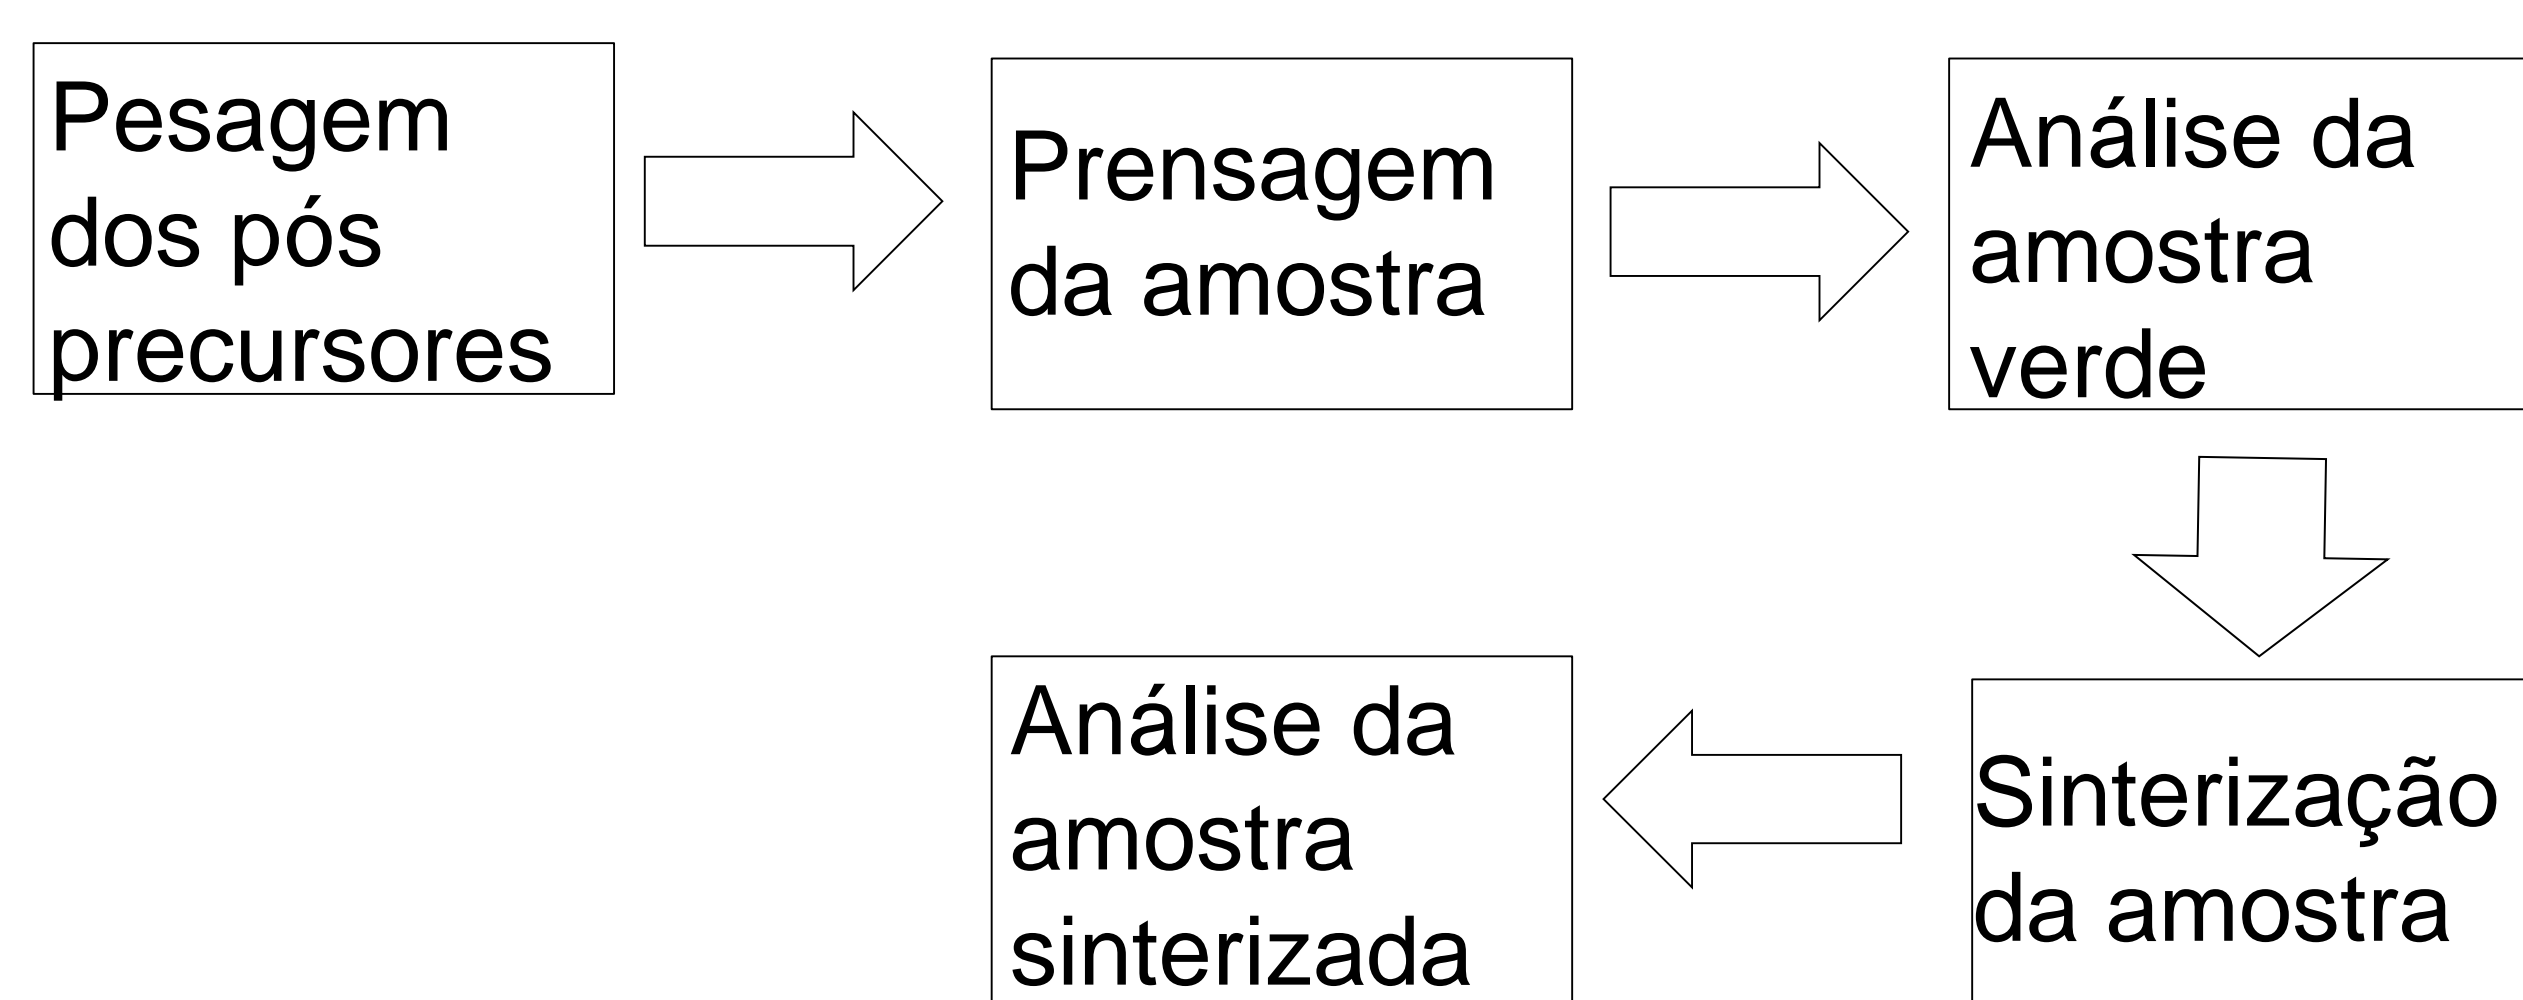 Pesagem
dos pós
precursores
Prensagem
da amostra
Análise da
amostra
verde
Sinterização
da amostra
Análise da
amostra
sinterizada